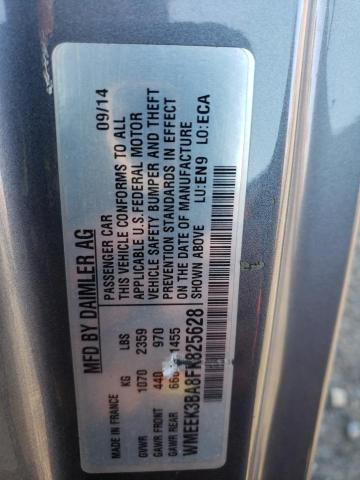 MFD BY DAIMLER AG
09/14
PASSENGER CAR
THIS VEHICLE CONFORMS TO ALL
APPLICABLE U.S. FEDERAL MOTOR
VEHICLE SAFETY BUMPER AND THEFT
PREVENTION STANDARDS IN EFFECT
ON THE DATE OF MANUFACTURE
SHOWN ABOVE LU:EN9 LO:ECA
MADE IN FRANCE KG LBS
GVWR 1070 2359
GAWR FRONT 440 970
GAWR REAR 660 1455
WMEEK3BA8FK825628